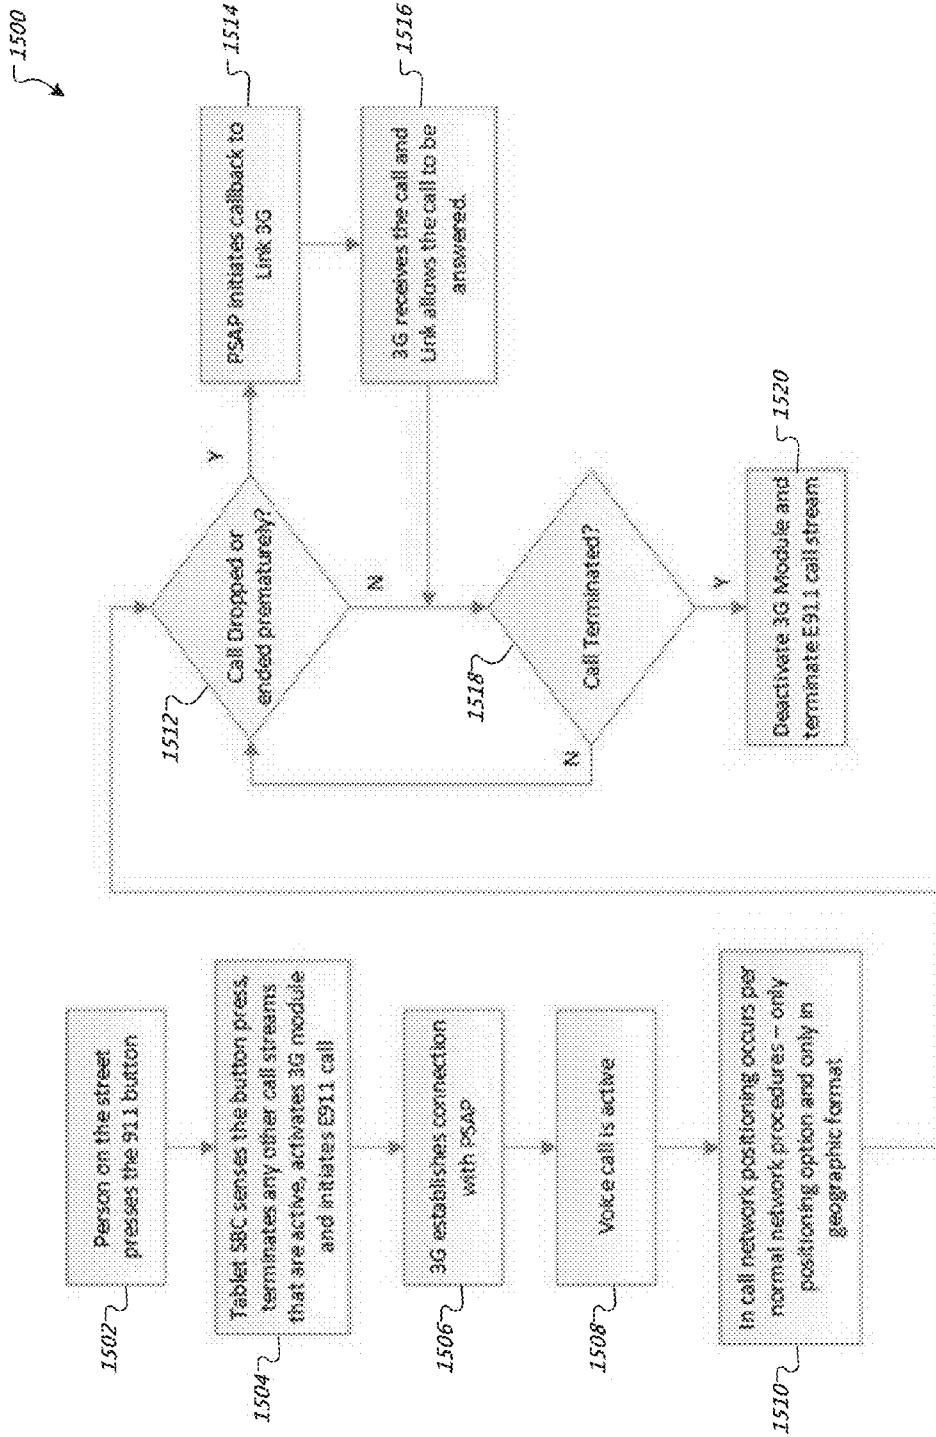 1500
1502
Person on the street
presses the 911 button
1504
Tablet SBC senses the button press,
terminates any other call streams
that are active, activates 3G module
and initiates E911 call
1506
3G establishes connection
with PSAP
1508
Voice call is active
1510
In call network positioning occurs per
normal network procedures – only
positioning option and only in
geographic format
1512
Call Dropped or
ended prematurely?
Y
N
1514
PSAP initiates callback to
Link 3G
1516
3G receives the call and
Link allows the call to be
answered.
1518
Call Terminated?
N
Y
1520
Deactivate 3G Module and
terminate E911 call stream